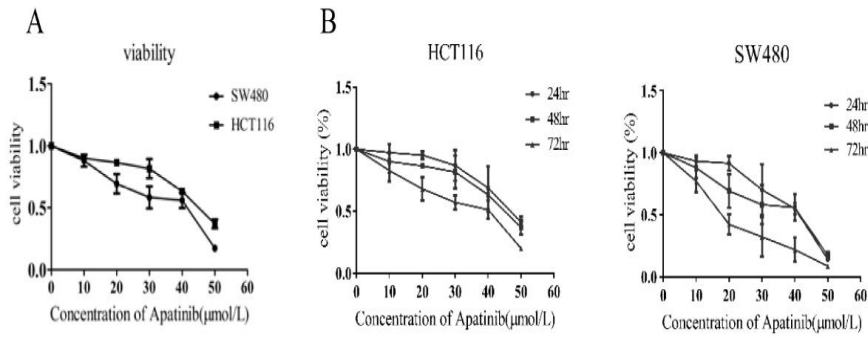 A
viability
1.5
1.0
0.5
0.0
cell viability
SW480
HCT116
0 10 20 30 40 50 60
Concentration of Apatinib(μmol/L)
B
HCT116
1.5
1.0
0.5
0.0
cell viability (%)
24hr
48hr
72hr
0 10 20 30 40 50 60
Concentration of Apatinib(μmol/L)
SW480
1.5
1.0
0.5
0.0
cell viability (%)
24hr
48hr
72hr
0 10 20 30 40 50 60
Concentration of Apatinib(μmol/L)